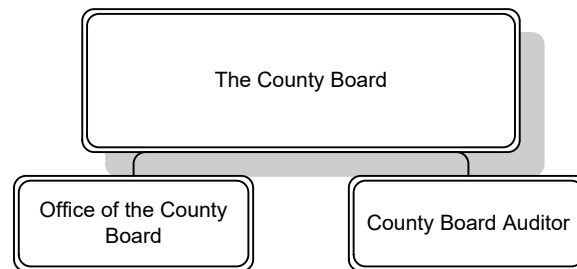 The County Board
Office of the County
Board
County Board Auditor